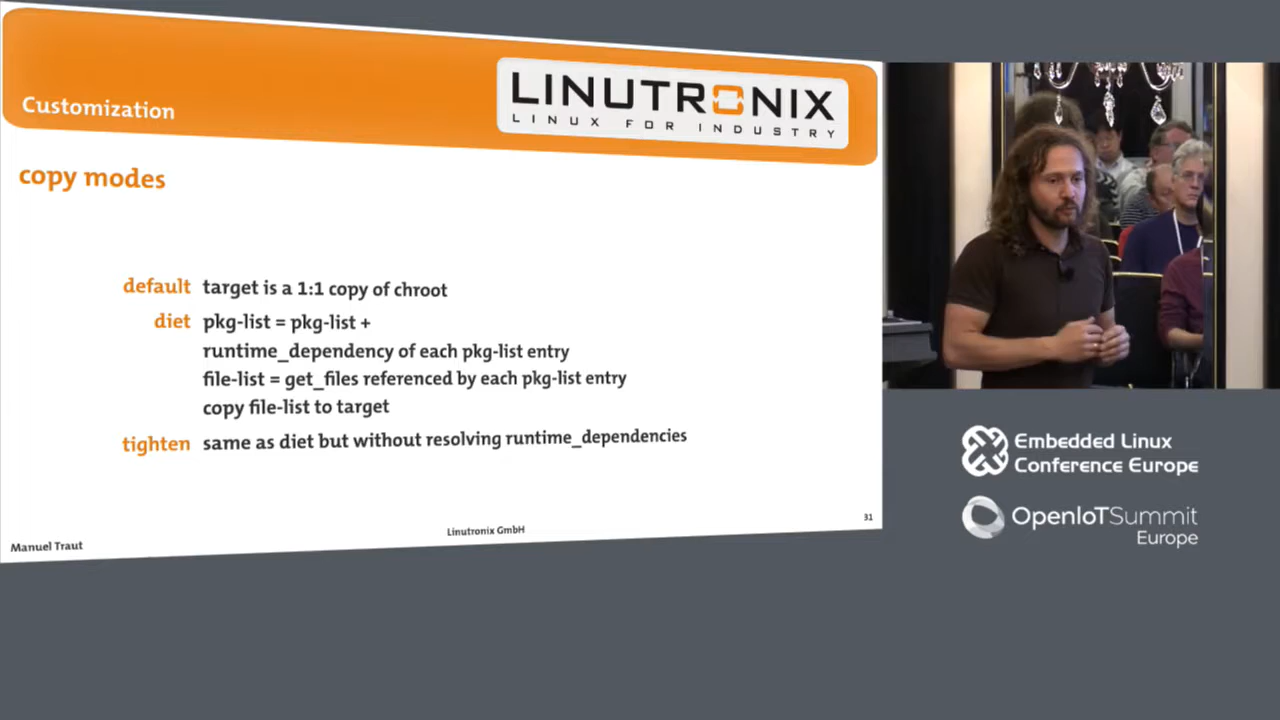 Customization
LINUTRONIX
LINUX FOR INDUSTRY
copy modes
default target is a 1:1 copy of chroot
diet pkg-list = pkg-list +
runtime_dependency of each pkg-list entry
file-list = get_files referenced by each pkg-list entry
copy file-list to target
tighten same as diet but without resolving runtime_dependencies
Manuel Traut
Linutronix GmbH
31
Embedded Linux
Conference Europe
OpenIoTSummit
Europe